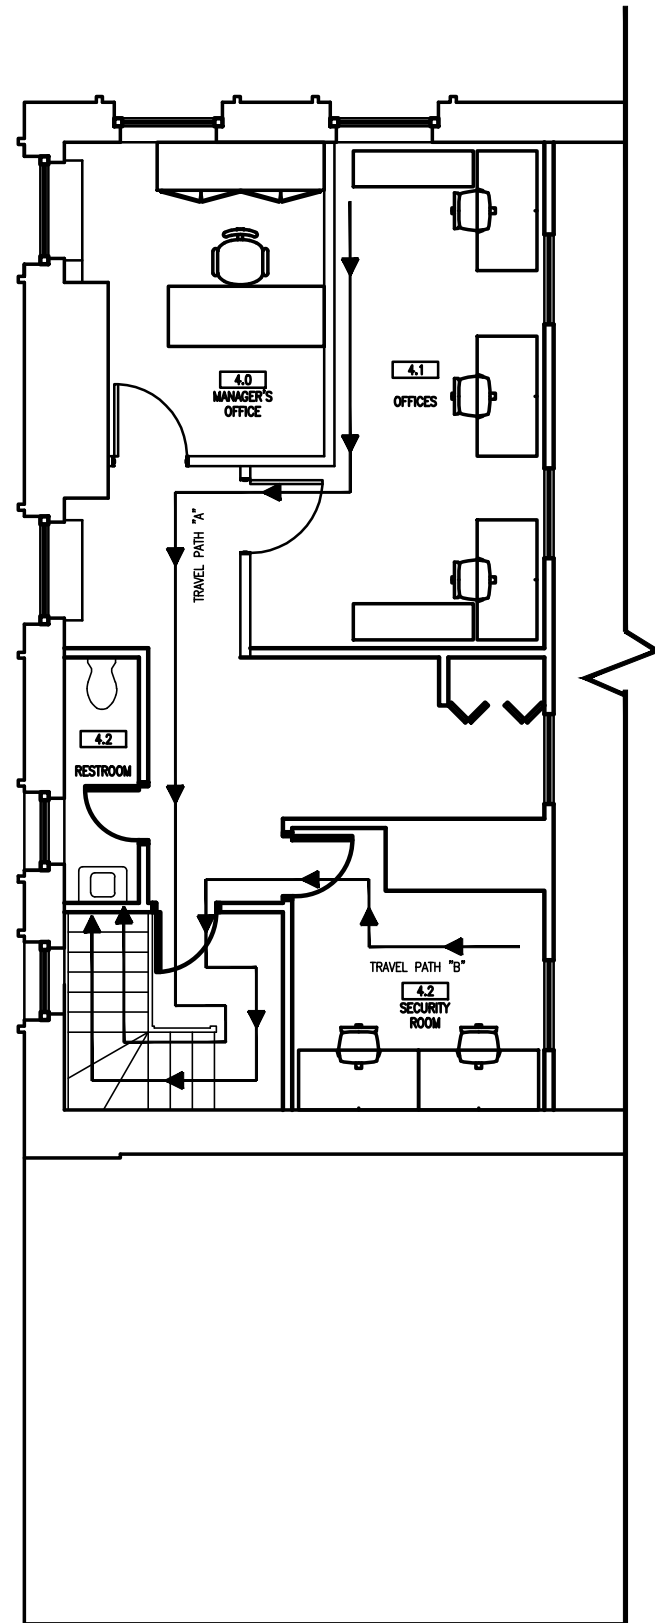 4.0
MANAGER'S
OFFICE
4.1
OFFICES
TRAVEL PATH "A"
4.2
RESTROOM
TRAVEL PATH "B"
4.2
SECURITY
ROOM